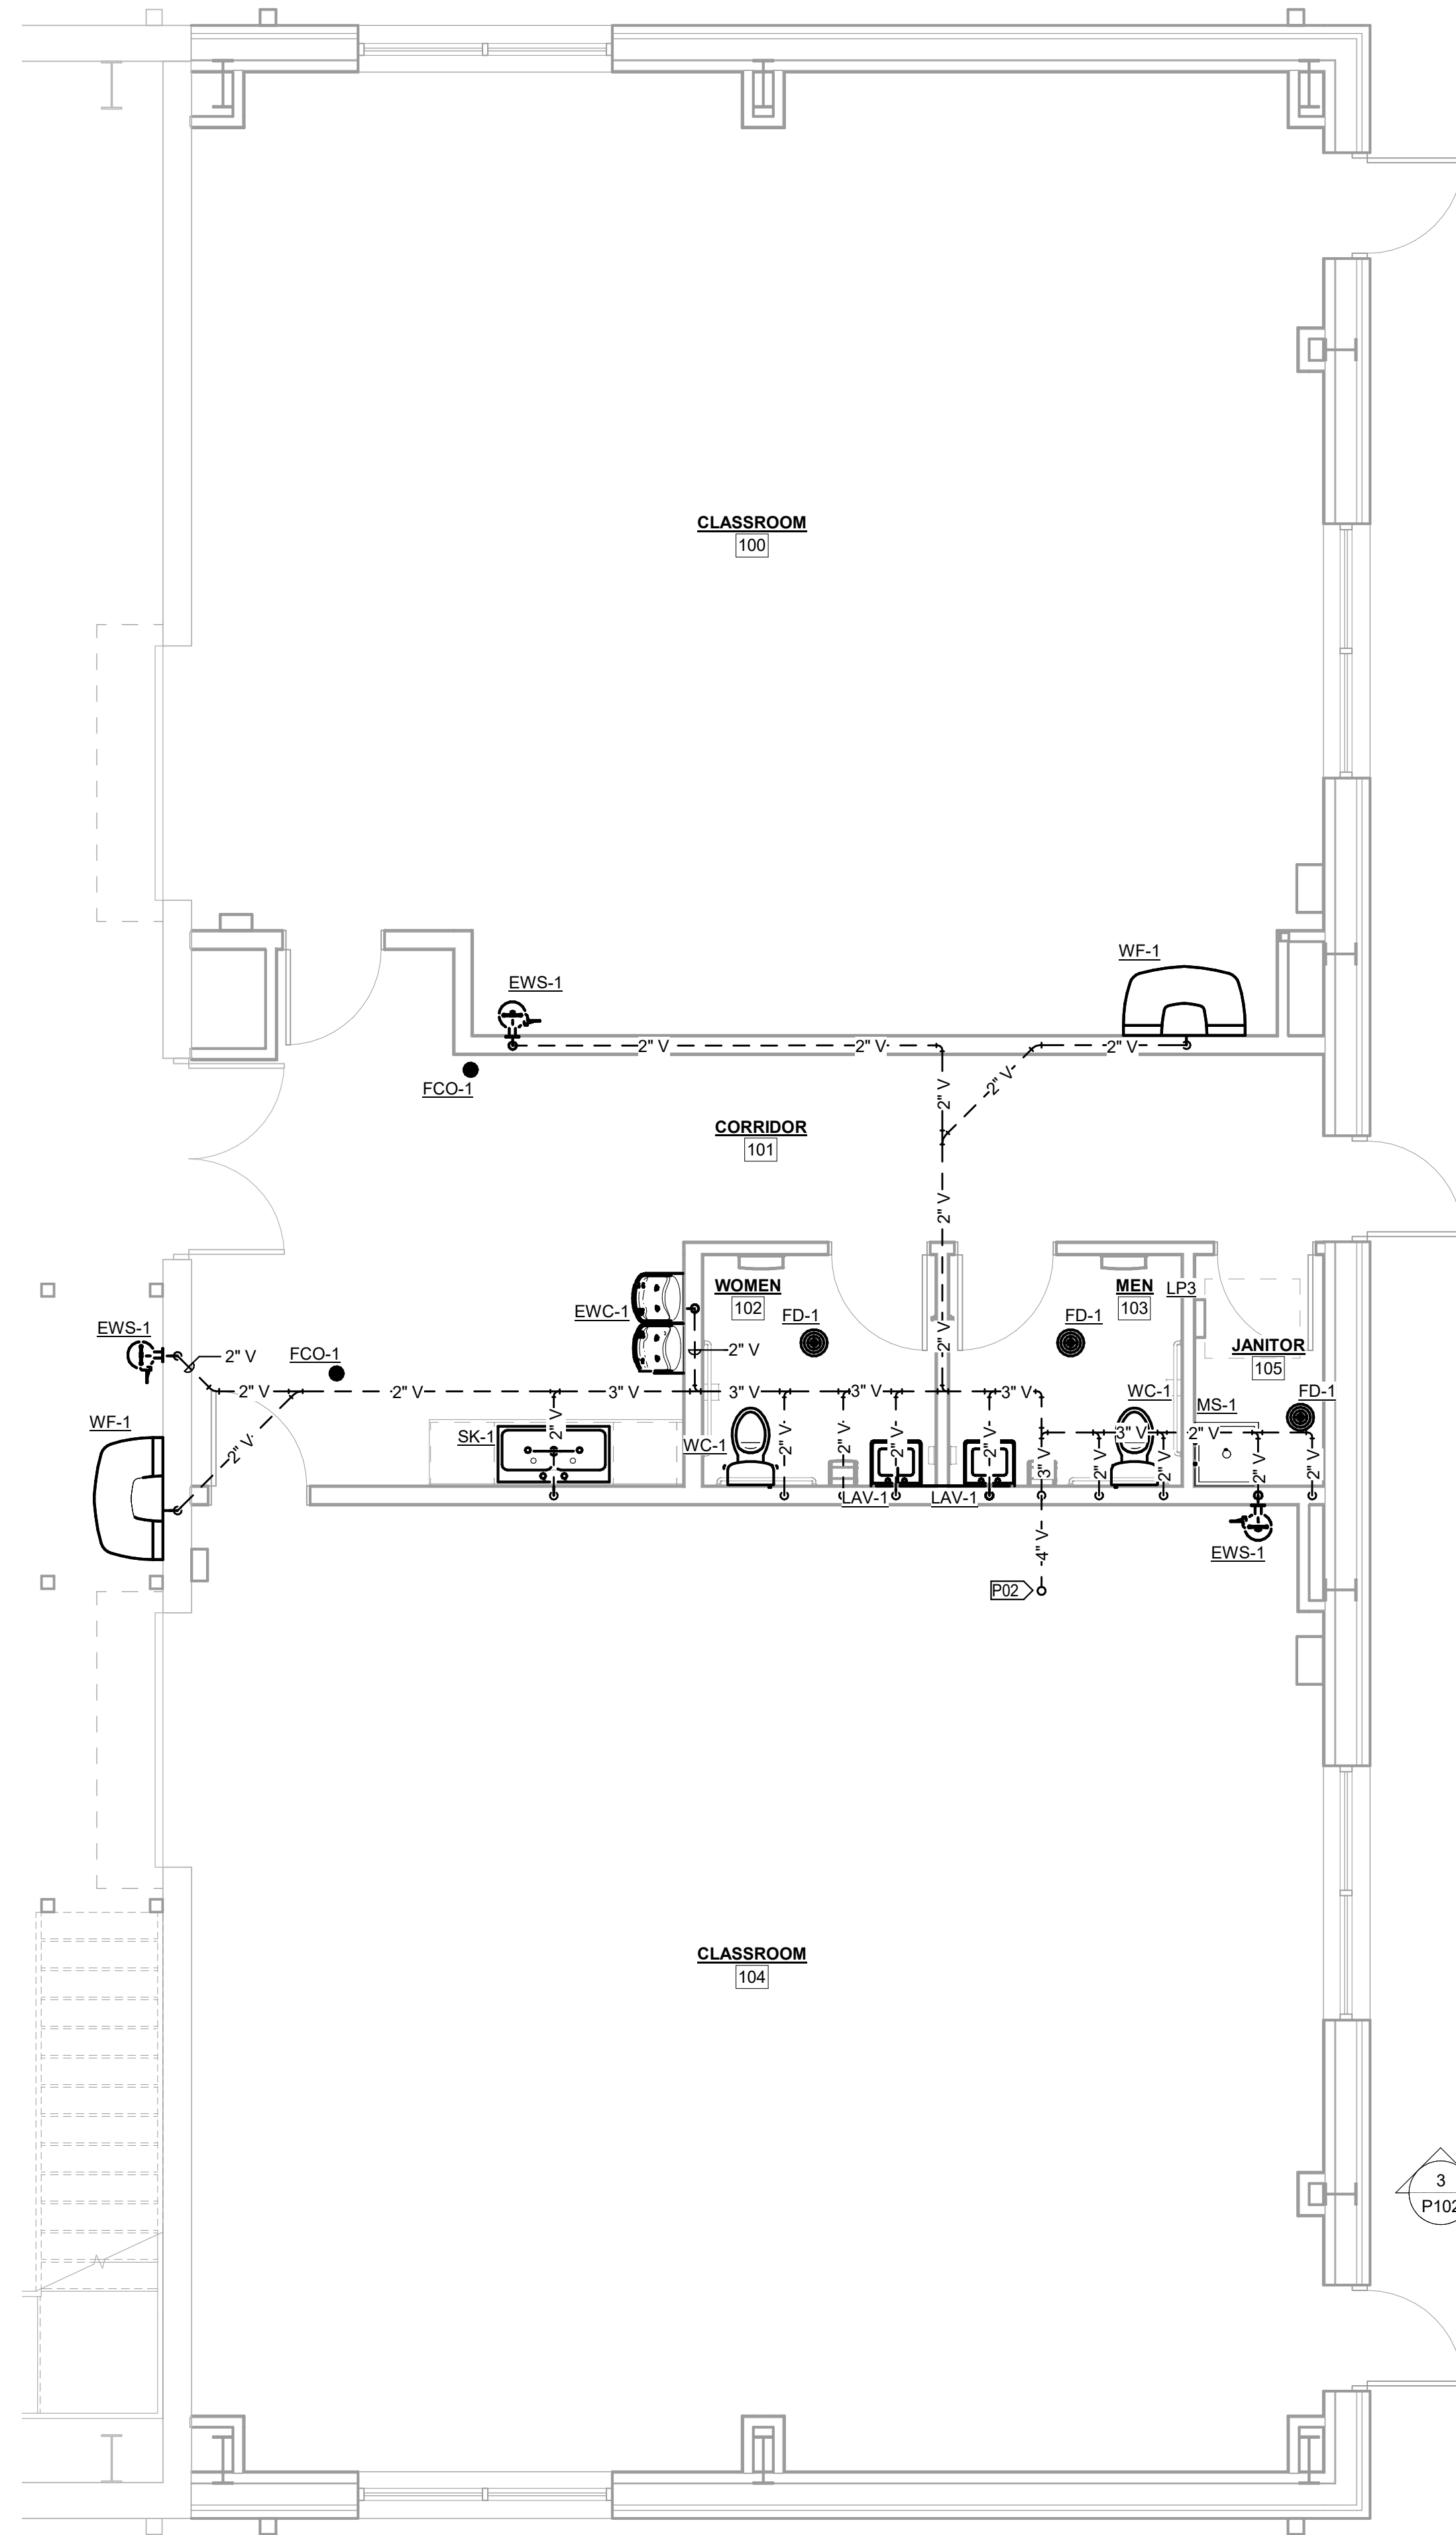 CLASSROOM
100
WF-1
EWS-1
2" V
2" V
2" V
2" V
2" V
FCO-1
CORRIDOR
101
2" V
WOMEN
102
MEN
103
LP3
EWC-1
FD-1
FD-1
EWS-1
2" V
FCO-1
2" V
2" V
JANITOR
105
2" V
2" V
3" V
3" V
3" V
3" V
WC-1
FD-1
MS-1
WF-1
SK-1
2" V
2" V
WC-1
2" V
2" V
2" V
2" V
3" V
2" V
3" V
2" V
2" V
2" V
2" V
LAV-1
LAV-1
4" V
EWS-1
P02
CLASSROOM
104
3
P102